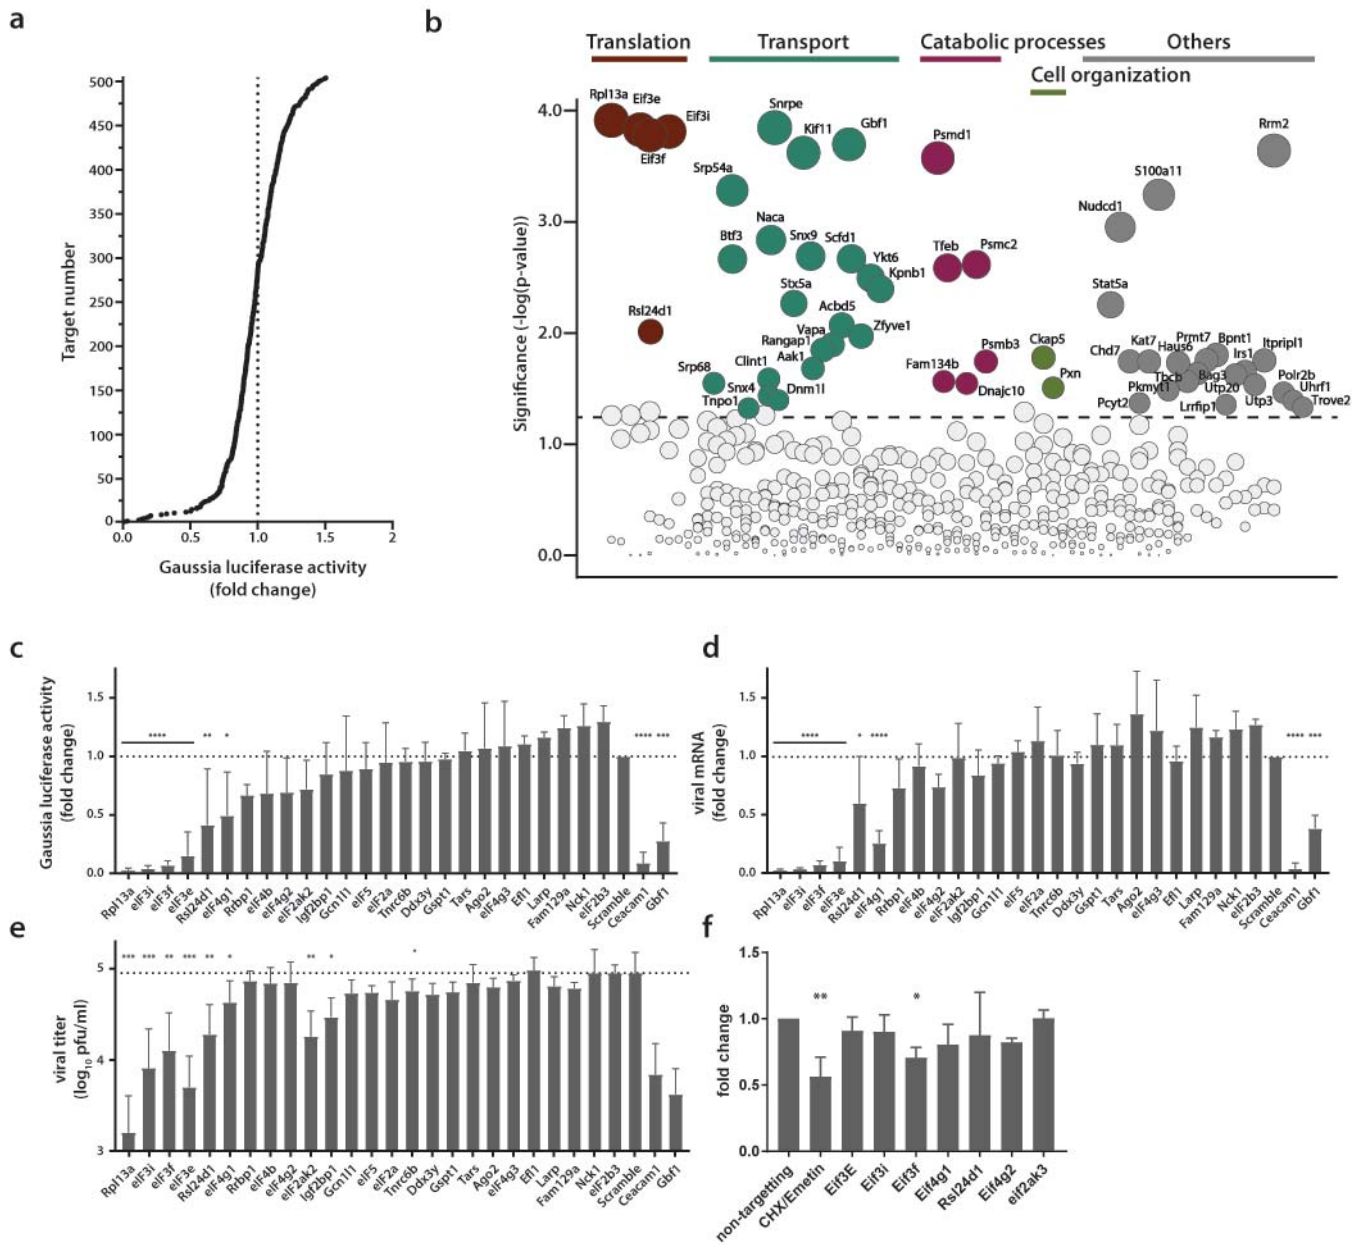 a
500
450
400
350
300
250
200
150
100
50
0
Target number
0.0 0.5 1.0 1.5 2
Gaussia luciferase activity
(fold change)
b
Translation Transport Catabolic processes Others
Cell organization
Significance (-log(p-value))
4.0
3.0
2.0
1.0
0.0
Rpl13a Eif3e Eif3i
Eif3f
Rsl24d1
Snrpe
Kif11
Gbf1
Srp54a
Naca
Btf3
Snx9
Scfd1
Ykt6
Kpnb1
Stx5a
Acbd5
Vapa
Zfyve1
Rangap1
Aak1
Clint1
Srp68
Snx4
Dnm1l
Tnpo1
Psmd1
Tfeb
Psmc2
Psmb3
Fam134b
Dnajc10
Ckap5
Pxn
Rrm2
S100a11
Nudcd1
Stat5a
Chd7
Kat7
Haus6
Prmt7
Bpnt1
Irs1
Itpripl1
Tbcb
Bag3
Pkmyt1
Utp20
Polr2b
Uhrf1
Pcyt2
Lrrfip1
Utp3
Trove2
c
Gaussia luciferase activity
(fold change)
1.5
1.0
0.5
0.0
**** ** * **** ***
Rpl13a eIF3i eIF3f eIF3e Rsl24d1 eIF4g1 Rrbp1 eIF4b eIF4g2 eIF2ak2 Igf2bp1 Gcn1l1 eIF5 eIF2a Tnrc6b Ddx3y Gspt1 Tars Ago2 eIF4g3 Efl1 Larp Fam129a Nck1 eIF2b3 Scramble Ceacam1 Gbf1
d
viral mRNA
(fold change)
1.5
1.0
0.5
0.0
**** * **** **** ***
Rpl13a eIF3i eIF3f eIF3e Rsl24d1 eIF4g1 Rrbp1 eIF4b eIF4g2 eIF2ak2 Igf2bp1 Gcn1l1 eIF5 eIF2a Tnrc6b Ddx3y Gspt1 Tars Ago2 eIF4g3 Efl1 Larp Fam129a Nck1 eIF2b3 Scramble Ceacam1 Gbf1
e
viral titer
(log10 pfu/ml)
5
4
3
*** *** ** *** ** * ** * *
Rpl13a eIF3i eIF3f eIF3e Rsl24d1 eIF4g1 Rrbp1 eIF4b eIF4g2 eIF2ak2 Igf2bp1 Gcn1l1 eIF5 eIF2a Tnrc6b Ddx3y Gspt1 Tars Ago2 eIF4g3 Efl1 Larp Fam129a Nck1 eIF2b3 Scramble Ceacam1 Gbf1
f
fold change
1.5
1.0
0.5
0.0
** *
non-targetting CHX/Emetin Eif3E Eif3i Eif3f Eif4g1 Rsl24d1 Eif4g2 eif2ak3